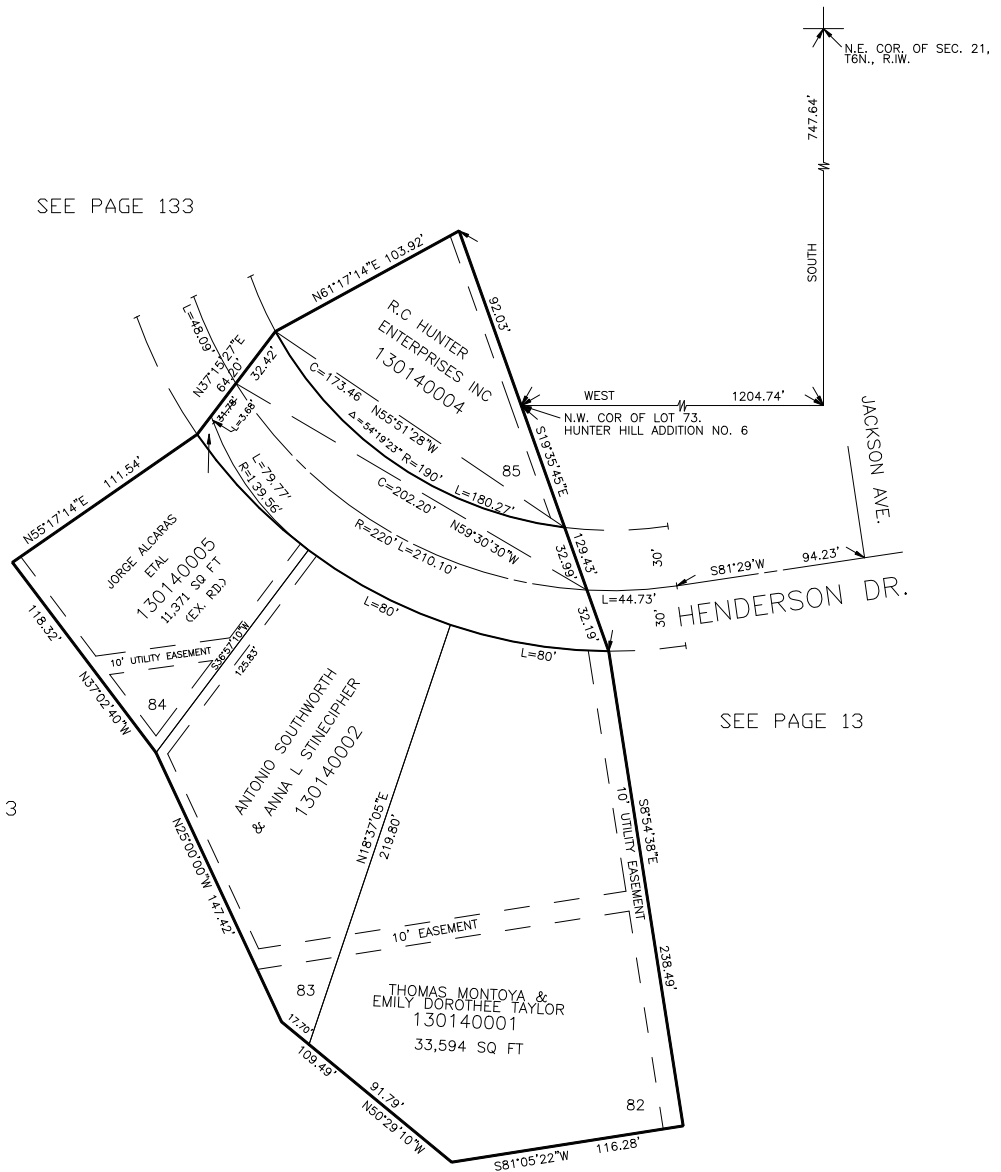 N.E. COR. OF SEC. 21,
T6N., R.IW.
747.64'
SOUTH
SEE PAGE 133
N61°17'14"E 103.92'
92.03'
R.C HUNTER
ENTERPRISES INC
130140004
L=48.09'
N37°15'27"E
64.20'
32.42'
C=173.46
N55°51'28"W
WEST
1204.74'
N.W. COR OF LOT 73.
HUNTER HILL ADDITION NO. 6
JACKSON AVE.
S19°35'45"E
131.78'
L=3.68'
Δ=54°19'23" R=190'
L=180.27'
85
N55°17'14"E
111.54'
L=79.77'
R=139.56'
C=202.20'
N59°30'30"W
R=220' L=210.10'
129.43'
32.99'
30'
S81°29'W
94.23'
JORGE ALCARAS
ETAL
130140005
11,371 SQ FT
(EX. RD.)
L=44.73'
30'
HENDERSON DR.
L=80'
32.19'
118.32'
10' UTILITY EASEMENT
S36°57'10"W
125.83'
L=80'
N37°02'40"W
84
ANTONIO SOUTHWORTH
& ANNA L STINECIPHER
130140002
SEE PAGE 13
3
N18°37'05"E
219.80'
S8°54'38"E
10' UTILITY EASEMENT
N25°00'00"W 147.42'
10' EASEMENT
238.49'
83
THOMAS MONTOYA &
EMILY DOROTHEE TAYLOR
130140001
33,594 SQ FT
17.70'
109.49'
91.79'
N50°29'10"W
82
S81°05'22"W
116.28'